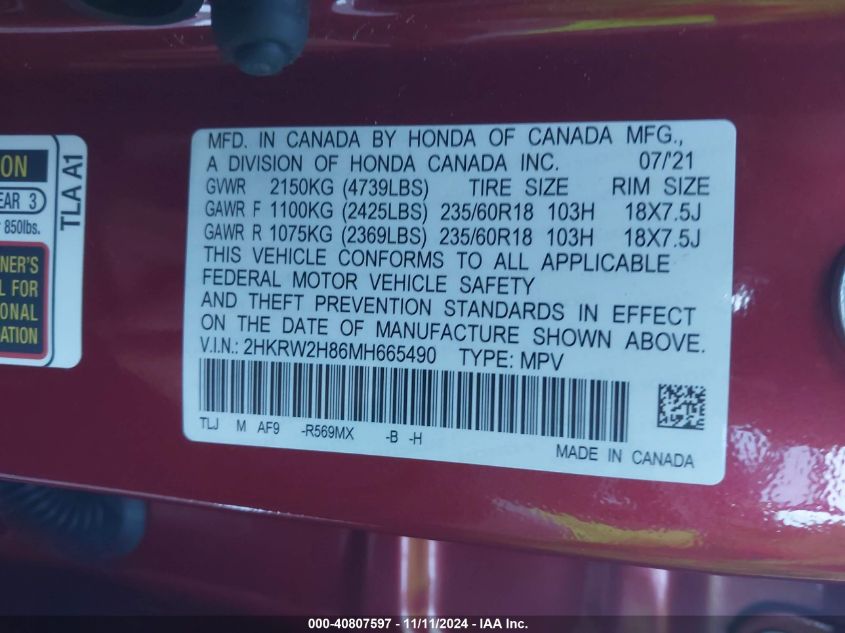 ON
EAR 3
850lbs.
NER'S
L FOR
ONAL
ATION
TLA A1
MFD. IN CANADA BY HONDA OF CANADA MFG.,
A DIVISION OF HONDA CANADA INC. 07/'21
GVWR 2150KG (4739LBS) TIRE SIZE RIM SIZE
GAWR F 1100KG (2425LBS) 235/60R18 103H 18X7.5J
GAWR R 1075KG (2369LBS) 235/60R18 103H 18X7.5J
THIS VEHICLE CONFORMS TO ALL APPLICABLE
FEDERAL MOTOR VEHICLE SAFETY
AND THEFT PREVENTION STANDARDS IN EFFECT
ON THE DATE OF MANUFACTURE SHOWN ABOVE.
V.I.N.: 2HKRW2H86MH665490 TYPE: MPV
TLJ M AF9 -R569MX -B -H
MADE IN CANADA
000-40807597 - 11/11/2024 - IAA Inc.